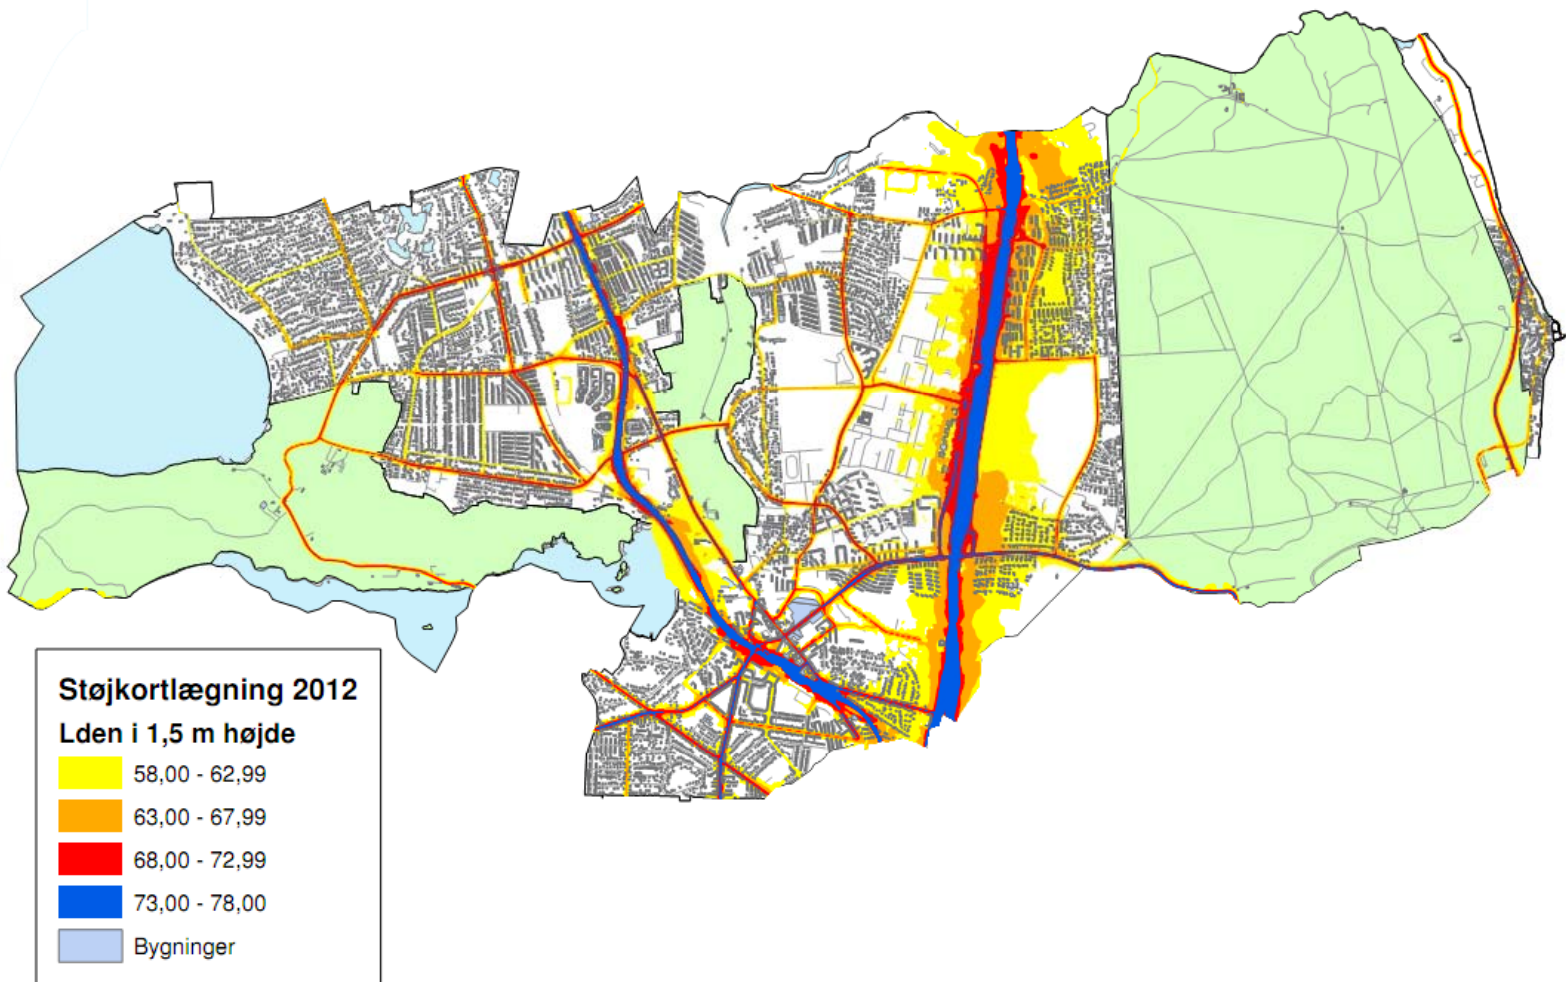 Støjkortlægning 2012
Lden i 1,5 m højde
58,00 - 62,99
63,00 - 67,99
68,00 - 72,99
73,00 - 78,00
Bygninger